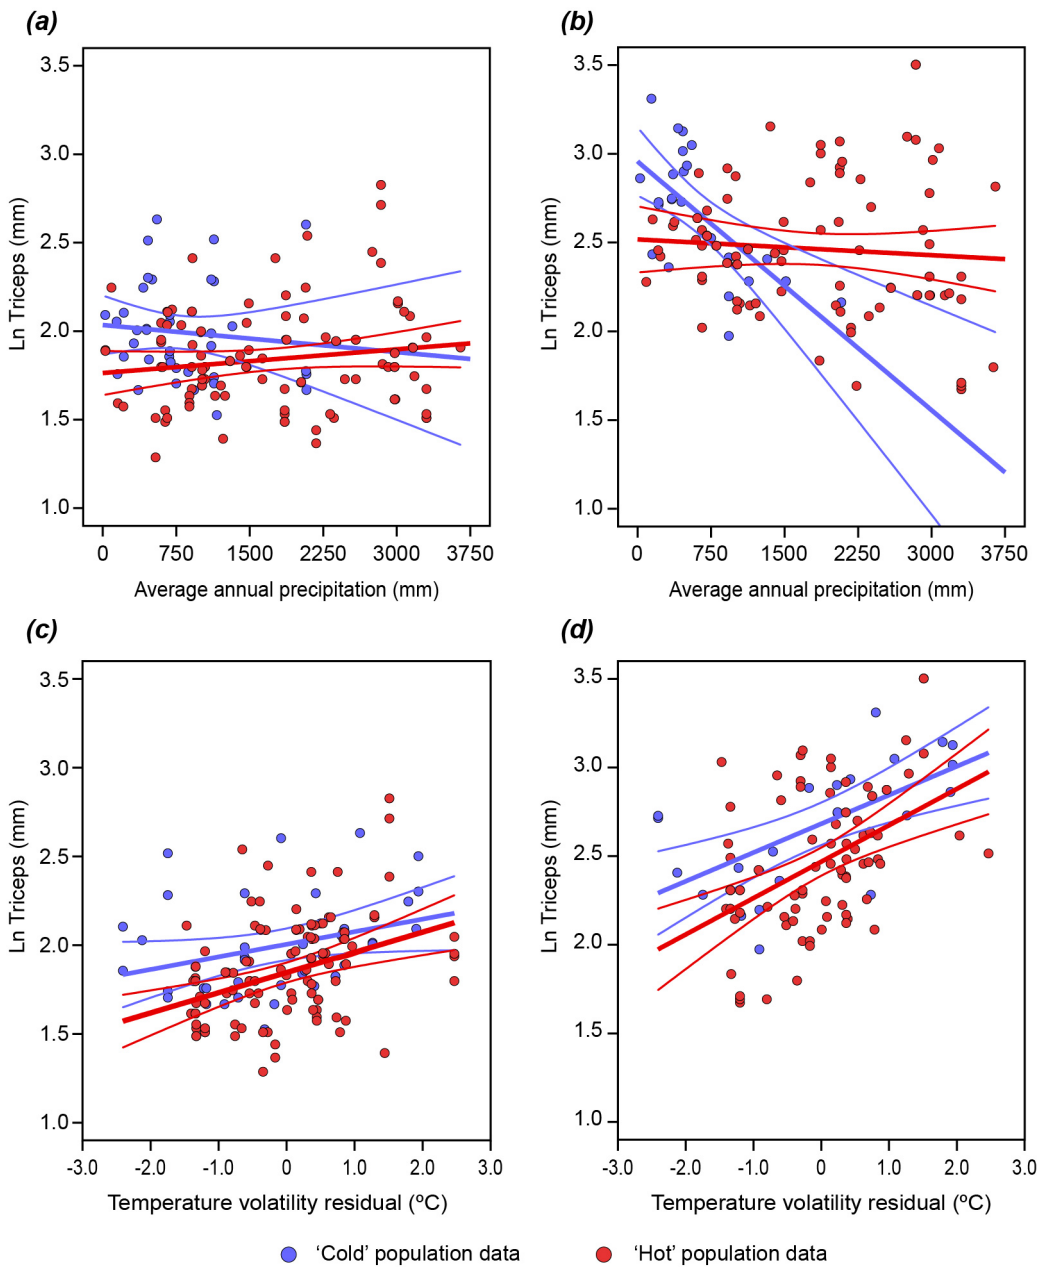 (a)
(b)
3.5
3.0
2.5
2.0
1.5
1.0
Ln Triceps (mm)
0 750 1500 2250 3000 3750
Average annual precipitation (mm)
3.5
3.0
2.5
2.0
1.5
1.0
Ln Triceps (mm)
0 750 1500 2250 3000 3750
Average annual precipitation (mm)
(c)
(d)
3.5
3.0
2.5
2.0
1.5
1.0
Ln Triceps (mm)
-3.0 -2.0 -1.0 0 1.0 2.0 3.0
Temperature volatility residual (ºC)
3.5
3.0
2.5
2.0
1.5
1.0
Ln Triceps (mm)
-3.0 -2.0 -1.0 0 1.0 2.0 3.0
Temperature volatility residual (ºC)
‘Cold’ population data
‘Hot’ population data